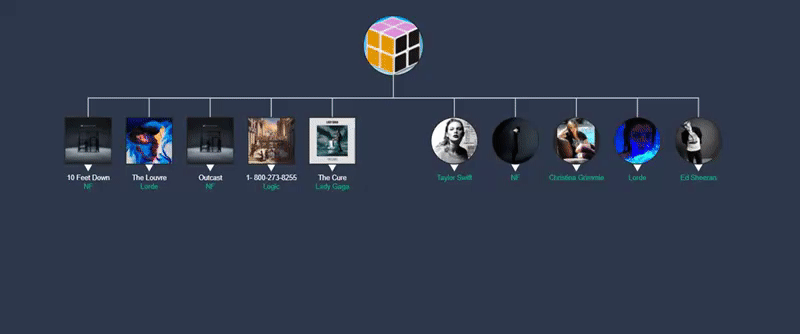 10 Feet Down
NF
The Louvre
Lorde
Outcast
NF
1- 800-273-8255
Logic
The Cure
Lady Gaga
Taylor Swift
NF
Christina Grimmie
Lorde
Ed Sheeran